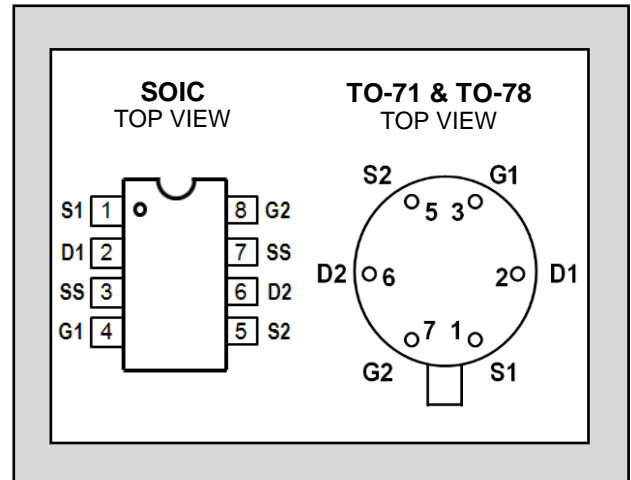 SOIC
TOP VIEW
S1 1 8 G2
D1 2 7 SS
SS 3 6 D2
G1 4 5 S2
TO-71 & TO-78
TOP VIEW
S2 G1
5 3
D2 6 2 D1
7 1
G2 S1